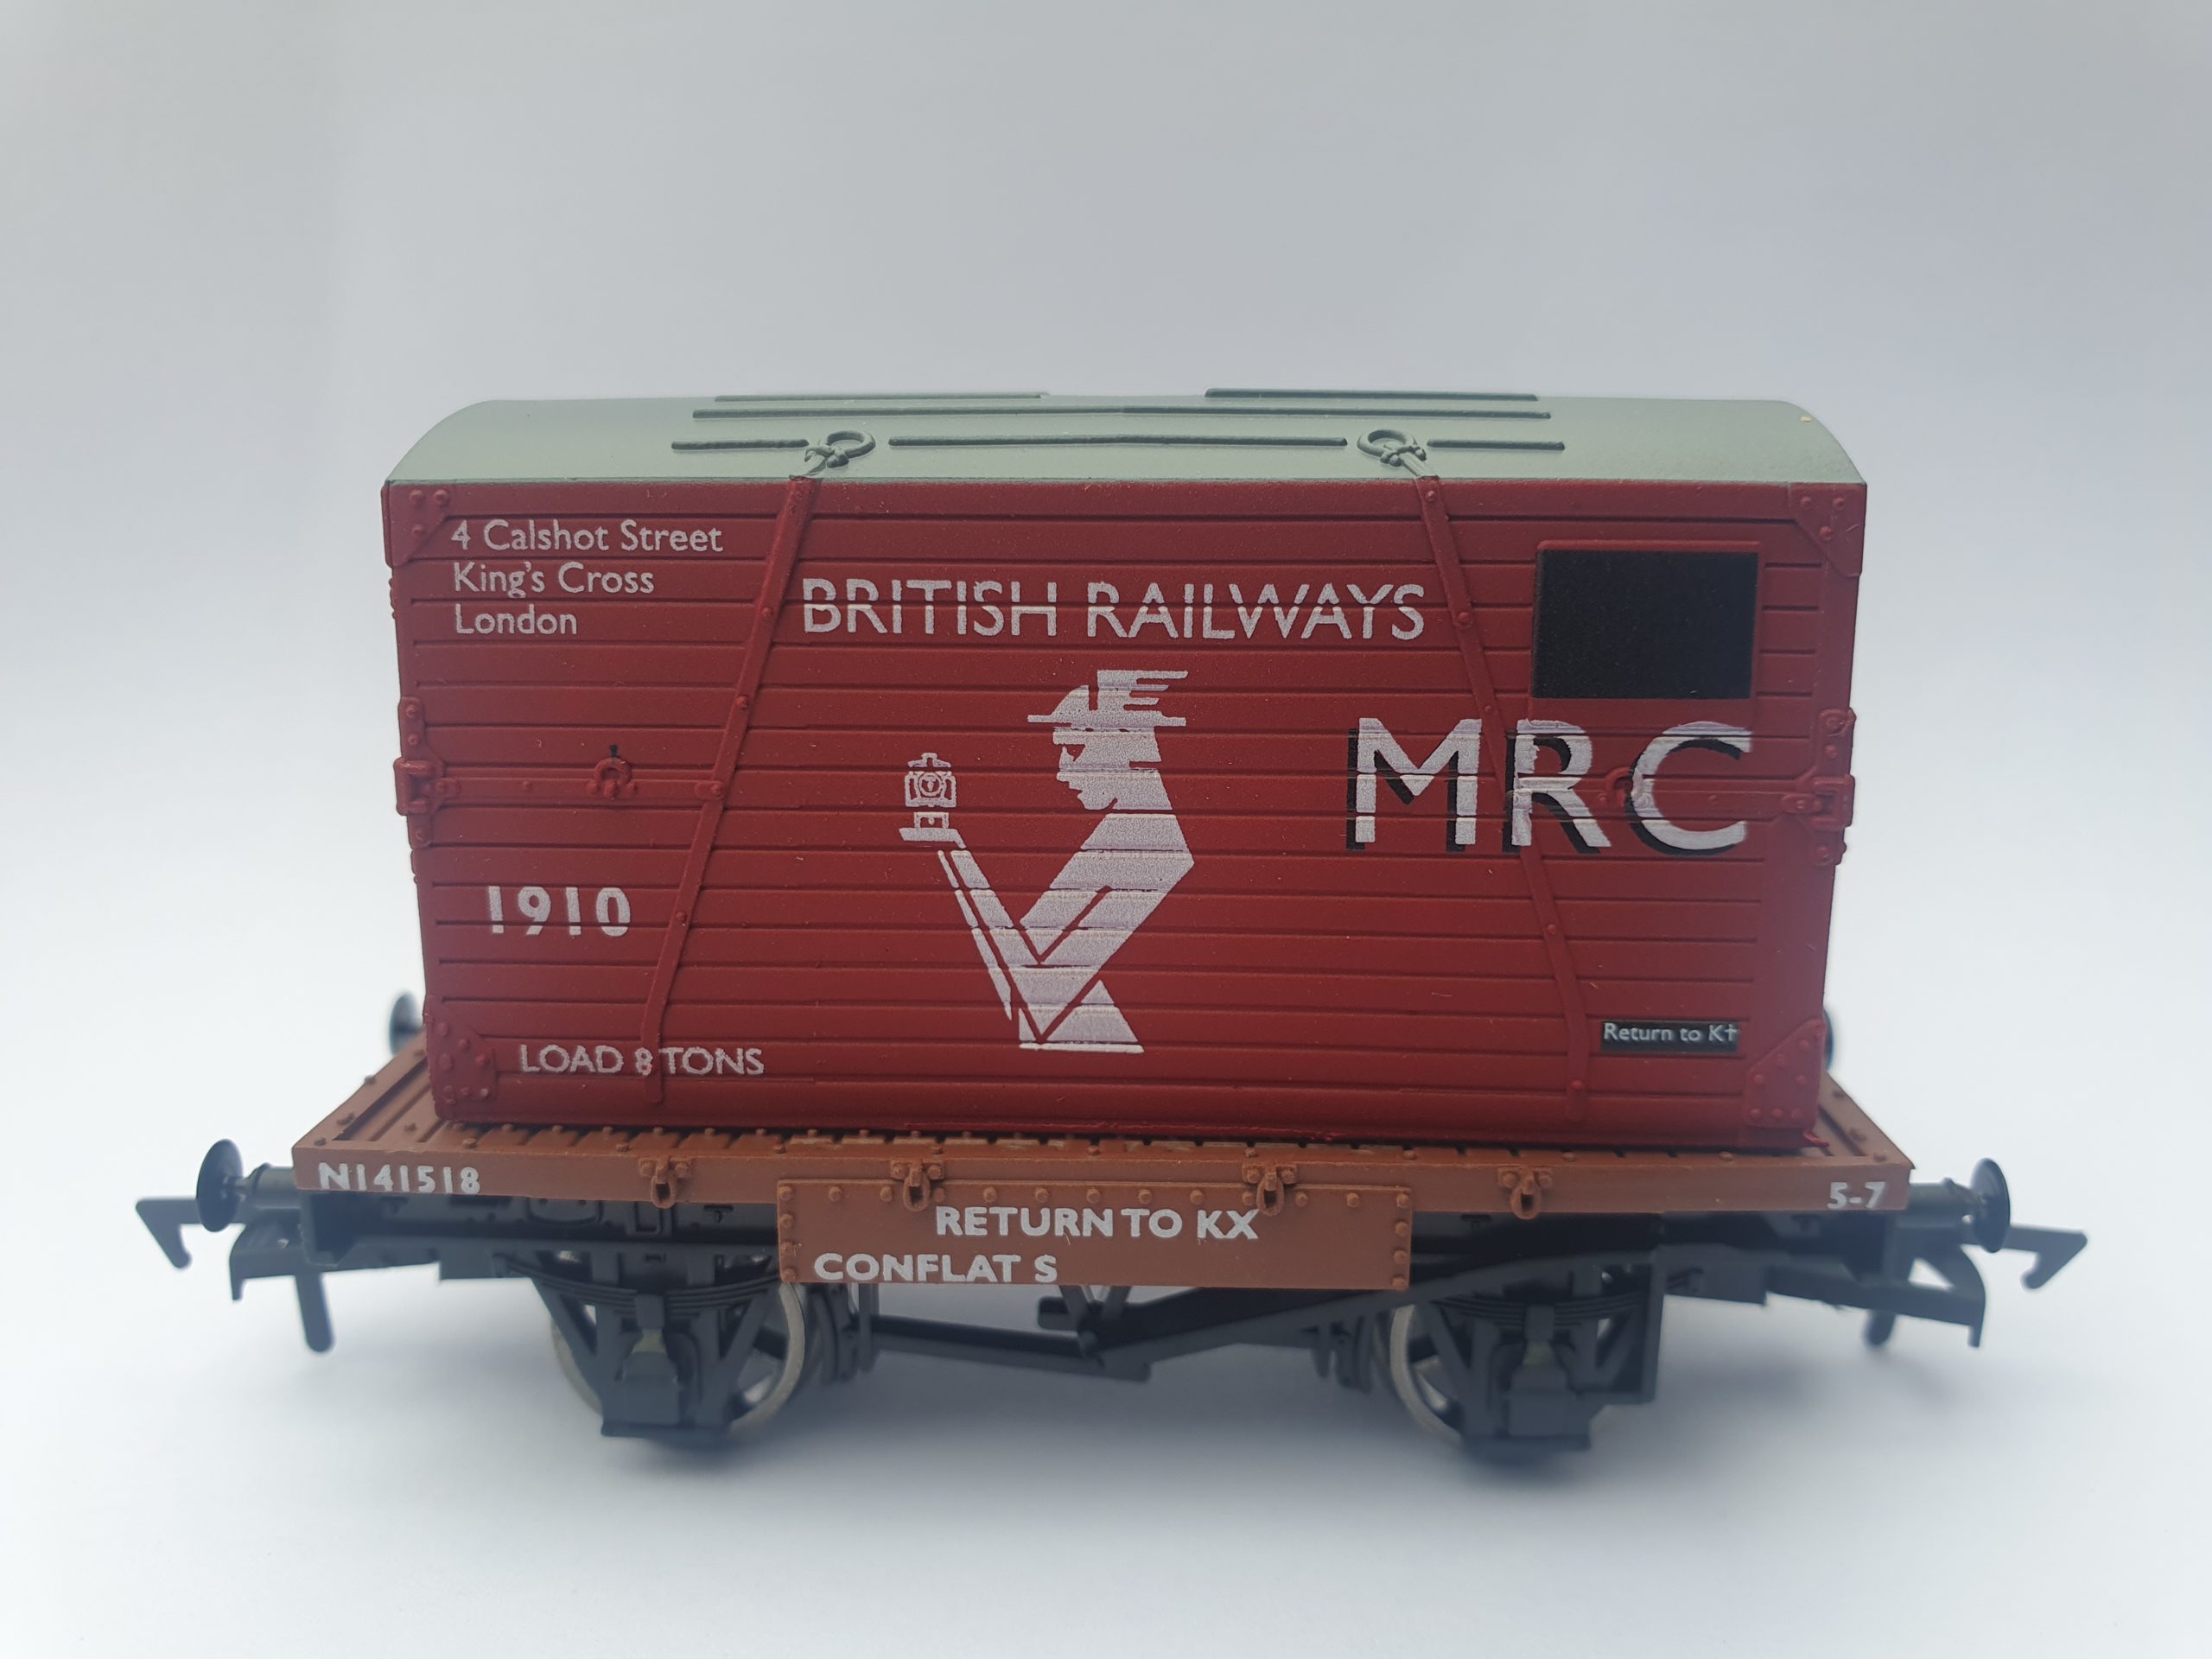 4 Calshot Street
King's Cross
London
BRITISH RAILWAYS
MRC
1910
Return to K†
LOAD 8 TONS
N141518
5-7
RETURN TO KX
CONFLAT S